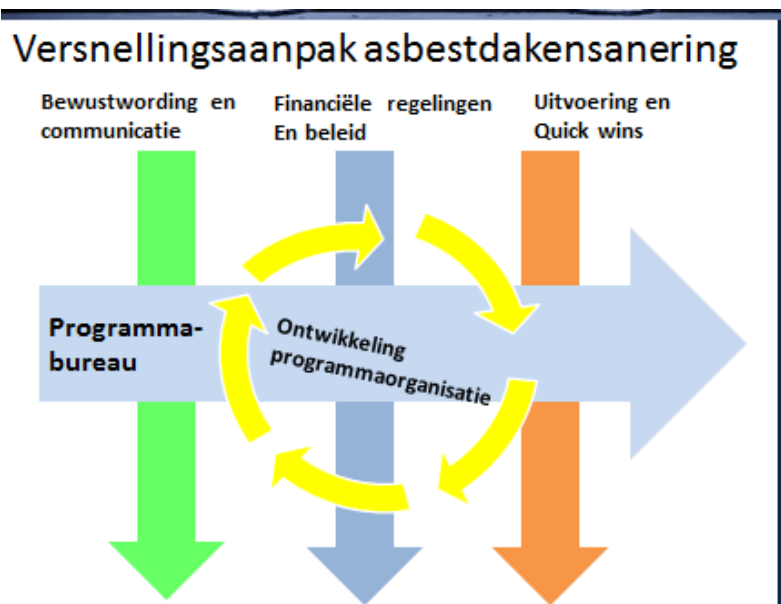 Versnellingsaanpak asbestdakensanering
Bewustwording en
communicatie
Financiële regelingen
En beleid
Uitvoering en
Quick wins
Programma-
bureau
Ontwikkeling
programmaorganisatie